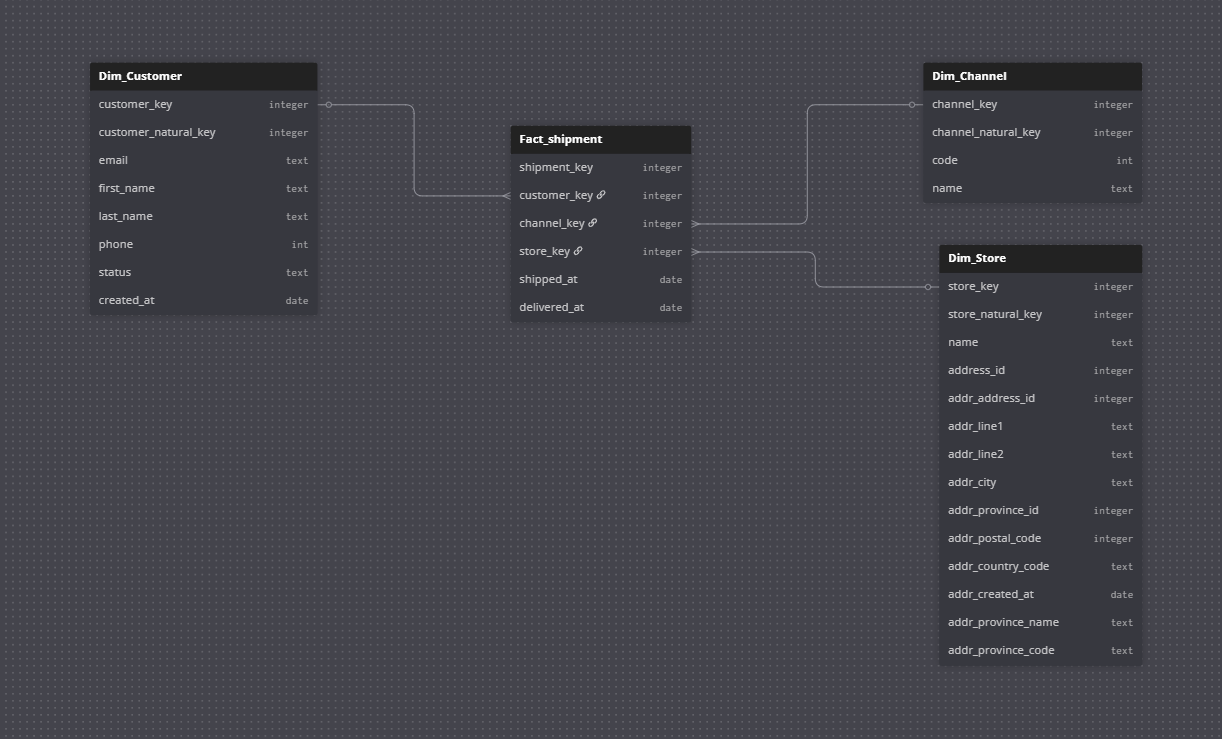 Dim_Customer
customer_key integer
customer_natural_key integer
email text
first_name text
last_name text
phone int
status text
created_at date
Fact_shipment
shipment_key integer
customer_key integer
channel_key integer
store_key integer
shipped_at date
delivered_at date
Dim_Channel
channel_key integer
channel_natural_key integer
code int
name text
Dim_Store
store_key integer
store_natural_key integer
name text
address_id integer
addr_address_id integer
addr_line1 text
addr_line2 text
addr_city text
addr_province_id integer
addr_postal_code integer
addr_country_code text
addr_created_at date
addr_province_name text
addr_province_code text